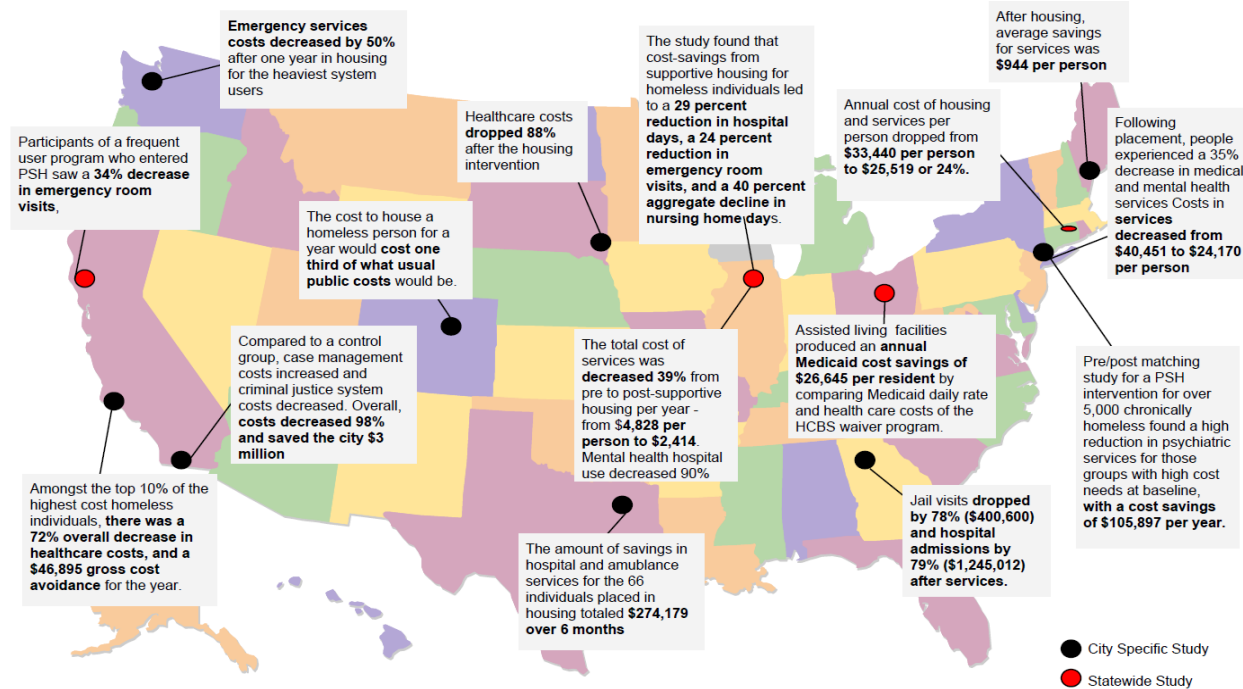 Emergency services
costs decreased by 50%
after one year in housing
for the heaviest system
users
Participants of a frequent
user program who entered
PSH saw a 34% decrease
in emergency room
visits,
Healthcare costs
dropped 88%
after the housing
intervention
The study found that
cost-savings from
supportive housing for
homeless individuals led
to a 29 percent
reduction in hospital
days, a 24 percent
reduction in
emergency room
visits, and a 40 percent
aggregate decline in
nursing home days.
Annual cost of housing
and services per
person dropped from
$33,440 per person
to $25,519 or 24%.
After housing,
average savings
for services was
$944 per person
Following
placement, people
experienced a 35%
decrease in medical
and mental health
services Costs in
services
decreased from
$40,451 to $24,170
per person
The cost to house a
homeless person for a
year would cost one
third of what usual
public costs would be.
Compared to a control
group, case management
costs increased and
criminal justice system
costs decreased. Overall,
costs decreased 98%
and saved the city $3
million
The total cost of
services was
decreased 39% from
pre to post-supportive
housing per year -
from $4,828 per
person to $2,414.
Mental health hospital
use decreased 90%
Assisted living facilities
produced an annual
Medicaid cost savings of
$26,645 per resident by
comparing Medicaid daily
rate and health care costs of the
HCBS waiver program.
Pre/post matching
study for a PSH
intervention for over
5,000 chronically
homeless found a high
reduction in psychiatric
services for those
groups with high cost
needs at baseline,
with a cost savings
of $105,897 per year.
Amongst the top 10% of the
highest cost homeless
individuals, there was a
72% overall decrease in
healthcare costs, and a
$46,895 gross cost
avoidance for the year.
The amount of savings in
hospital and amubulance
services for the 66
individuals placed in
housing totaled $274,179
over 6 months
Jail visits dropped
by 78% ($400,600)
and hospital
admissions by
79% ($1,245,012)
after services.
City Specific Study
Statewide Study